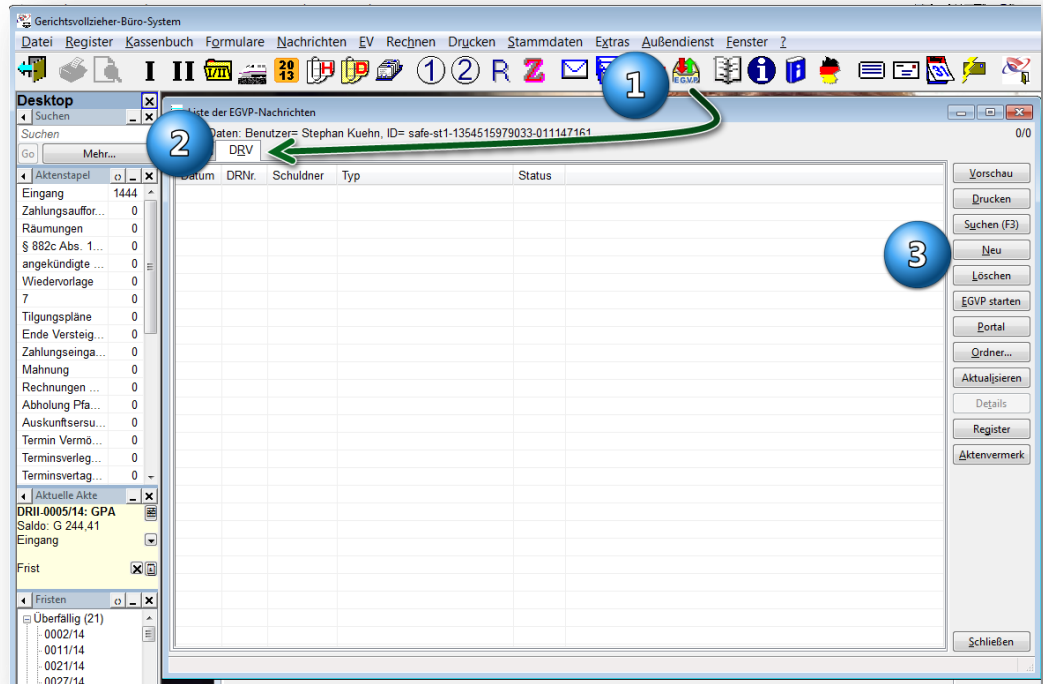 Gerichtsvollzieher-Büro-System
Datei Register Kassenbuch Formulare Nachrichten EV Rechnen Drucken Stammdaten Extras Außendienst Fenster ?
I II 20 13 H D 1 2 R Z EGVP 31
1
Desktop
Suchen
Suchen
Go Mehr...
Liste der EGVP-Nachrichten
Daten: Benutzer= Stephan Kuehn, ID= safe-st1-1354515979033-011147161
0/0
2
DRV
Datum DRNr. Schuldner Typ Status
Aktenstapel
Eingang 1444
Zahlungsauffor... 0
Räumungen 0
§ 882c Abs. 1... 0
angekündigte ... 0
Wiedervorlage 0
7 0
Tilgungspläne 0
Ende Versteig... 0
Zahlungseinga... 0
Mahnung 0
Rechnungen ... 0
Abholung Pfa... 0
Auskunftsersu... 0
Termin Vermö... 0
Terminsverleg... 0
Terminsvertag... 0
Aktuelle Akte
DRII-0005/14: GPA
Saldo: G 244,41
Eingang
Frist
Fristen
Überfällig (21)
0002/14
0011/14
0021/14
0027/14
Vorschau
Drucken
Suchen (F3)
3
Neu
Löschen
EGVP starten
Portal
Ordner...
Aktualisieren
Details
Register
Aktenvermerk
Schließen